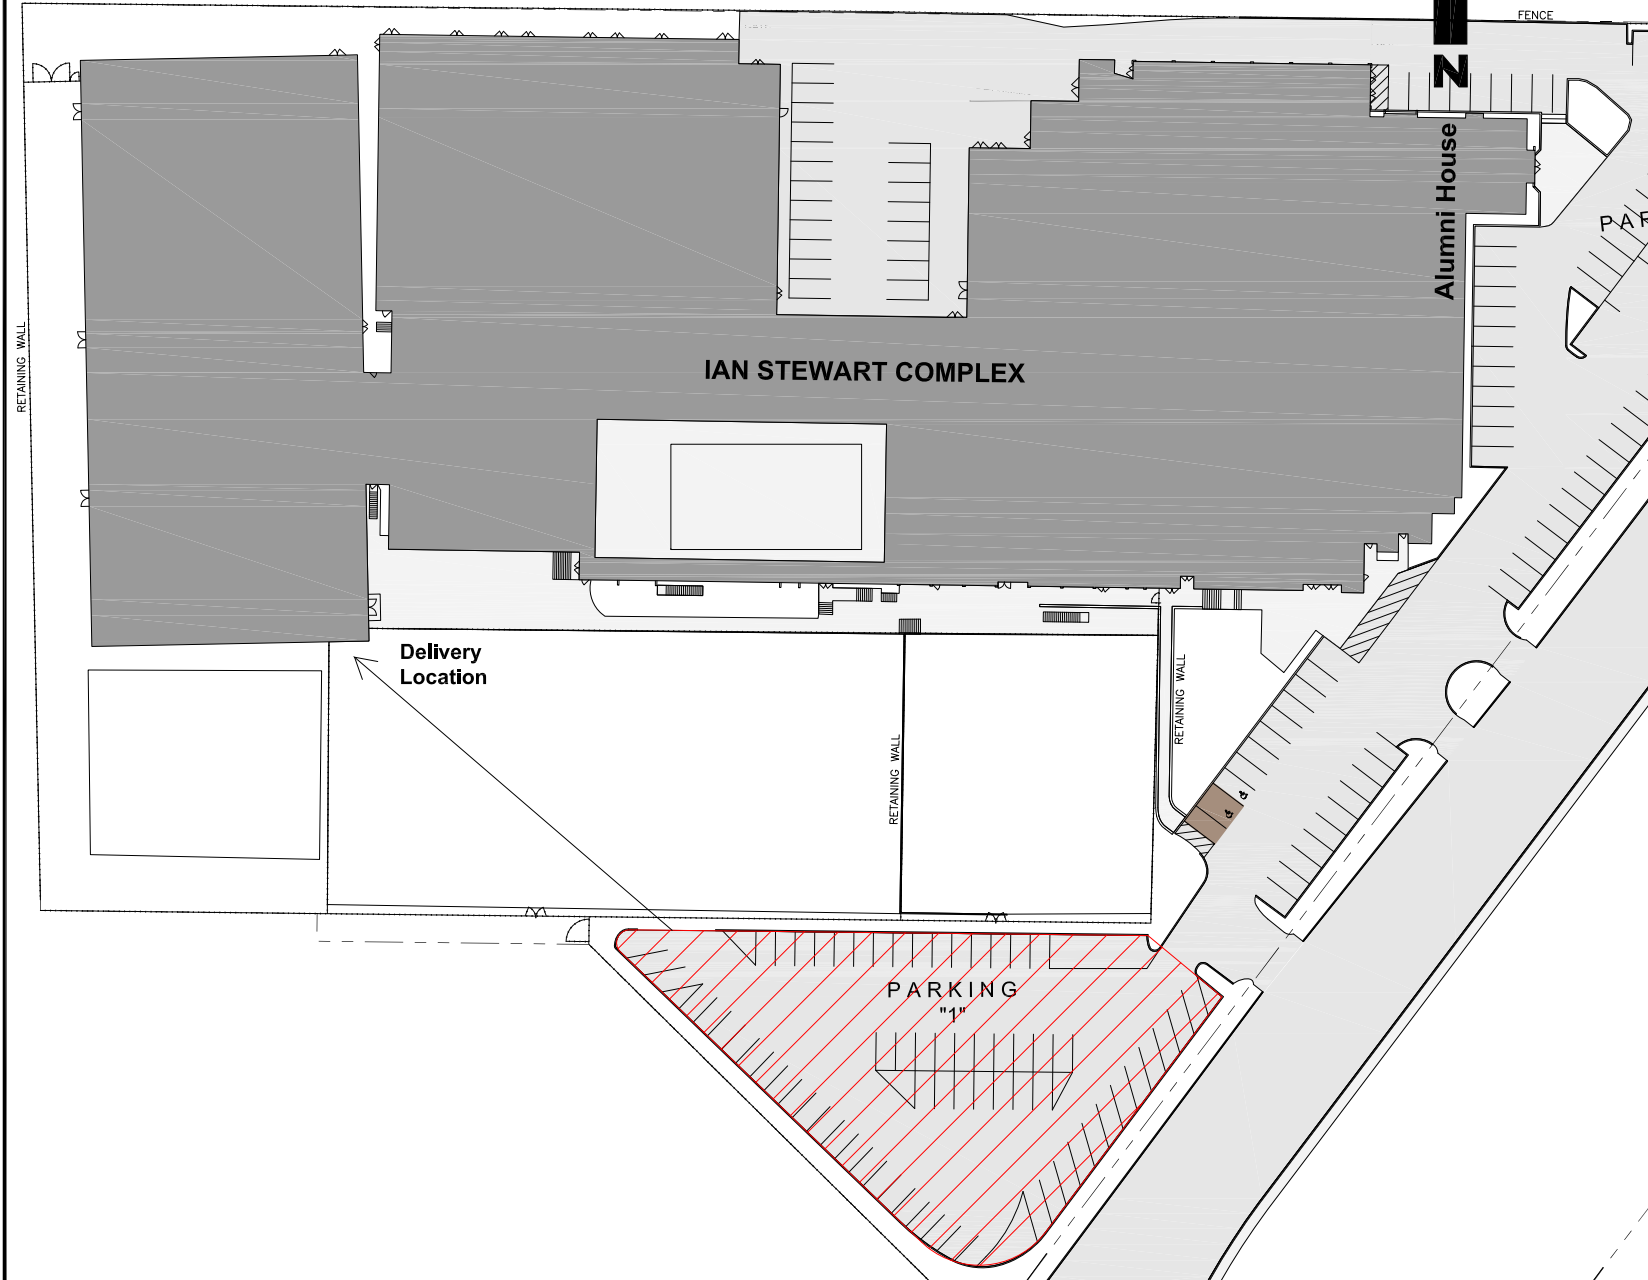 FENCE
N
Alumni House
PAR
RETAINING WALL
IAN STEWART COMPLEX
Delivery
Location
RETAINING WALL
RETAINING WALL
PARKING
"1"